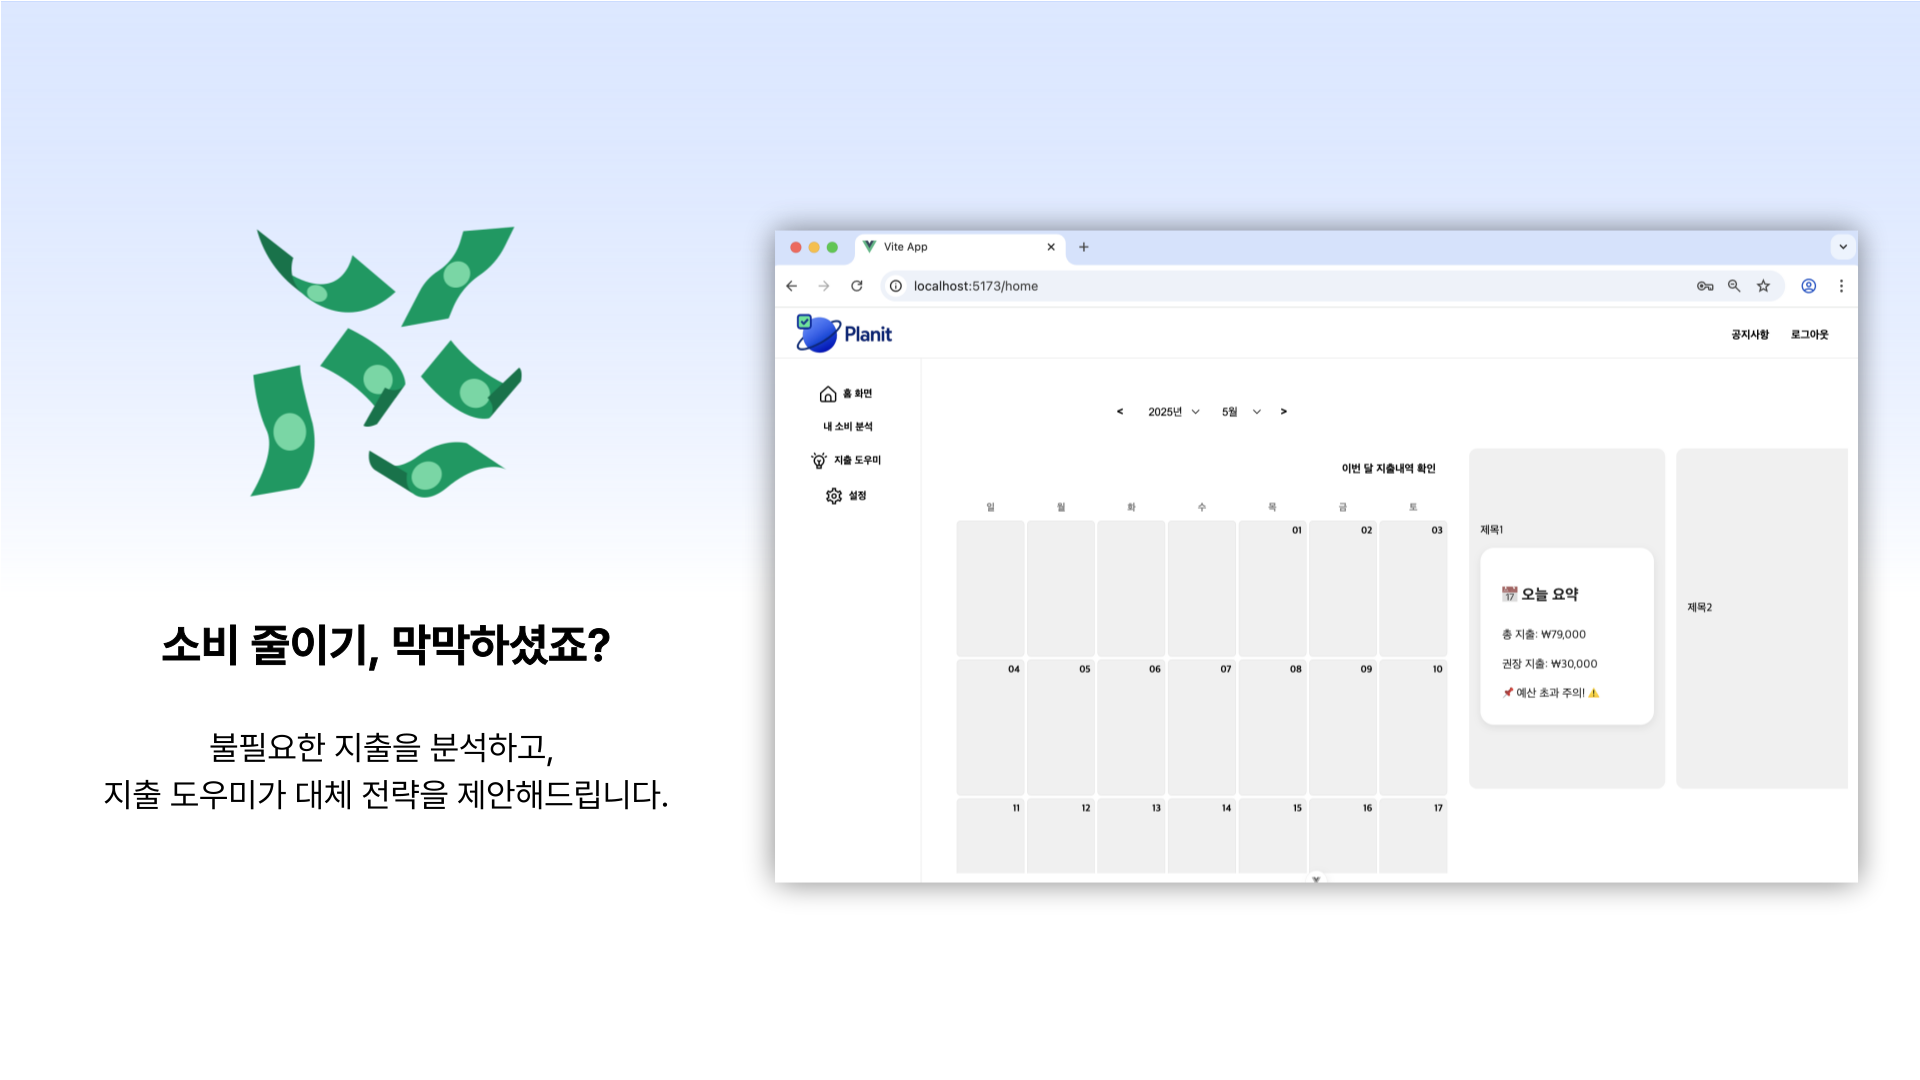 소비 줄이기, 막막하셨죠?
불필요한 지출을 분석하고,
지출 도우미가 대체 전략을 제안해드립니다.
Vite App
localhost:5173/home
Planit
공지사항 로그아웃
홈 화면
내 소비 분석
지출 도우미
설정
< 2025년 5월 >
이번 달 지출내역 확인
일 월 화 수 목 금 토
01 02 03
04 05 06 07 08 09 10
11 12 13 14 15 16 17
제목1
📅 오늘 요약
총 지출: ₩79,000
권장 지출: ₩30,000
📌 예산 초과 주의! ⚠️
제목2